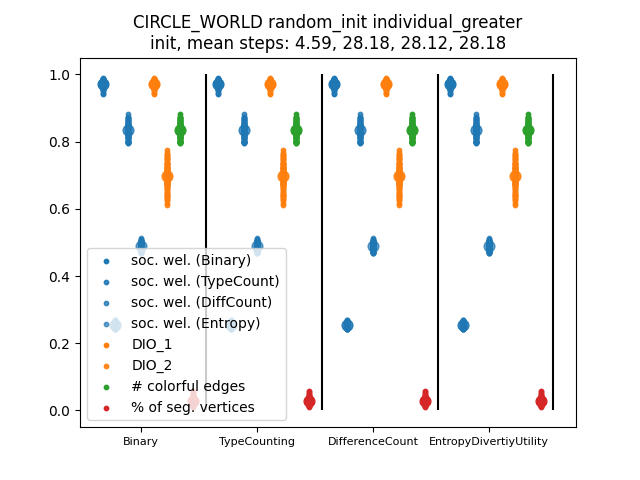 CIRCLE_WORLD random_init individual_greater
init, mean steps: 4.59, 28.18, 28.12, 28.18
1.0
0.8
0.6
0.4
0.2
0.0
soc. wel. (Binary)
soc. wel. (TypeCount)
soc. wel. (DiffCount)
soc. wel. (Entropy)
DIO_1
DIO_2
# colorful edges
% of seg. vertices
Binary
TypeCounting
DifferenceCount
EntropyDivertiyUtility